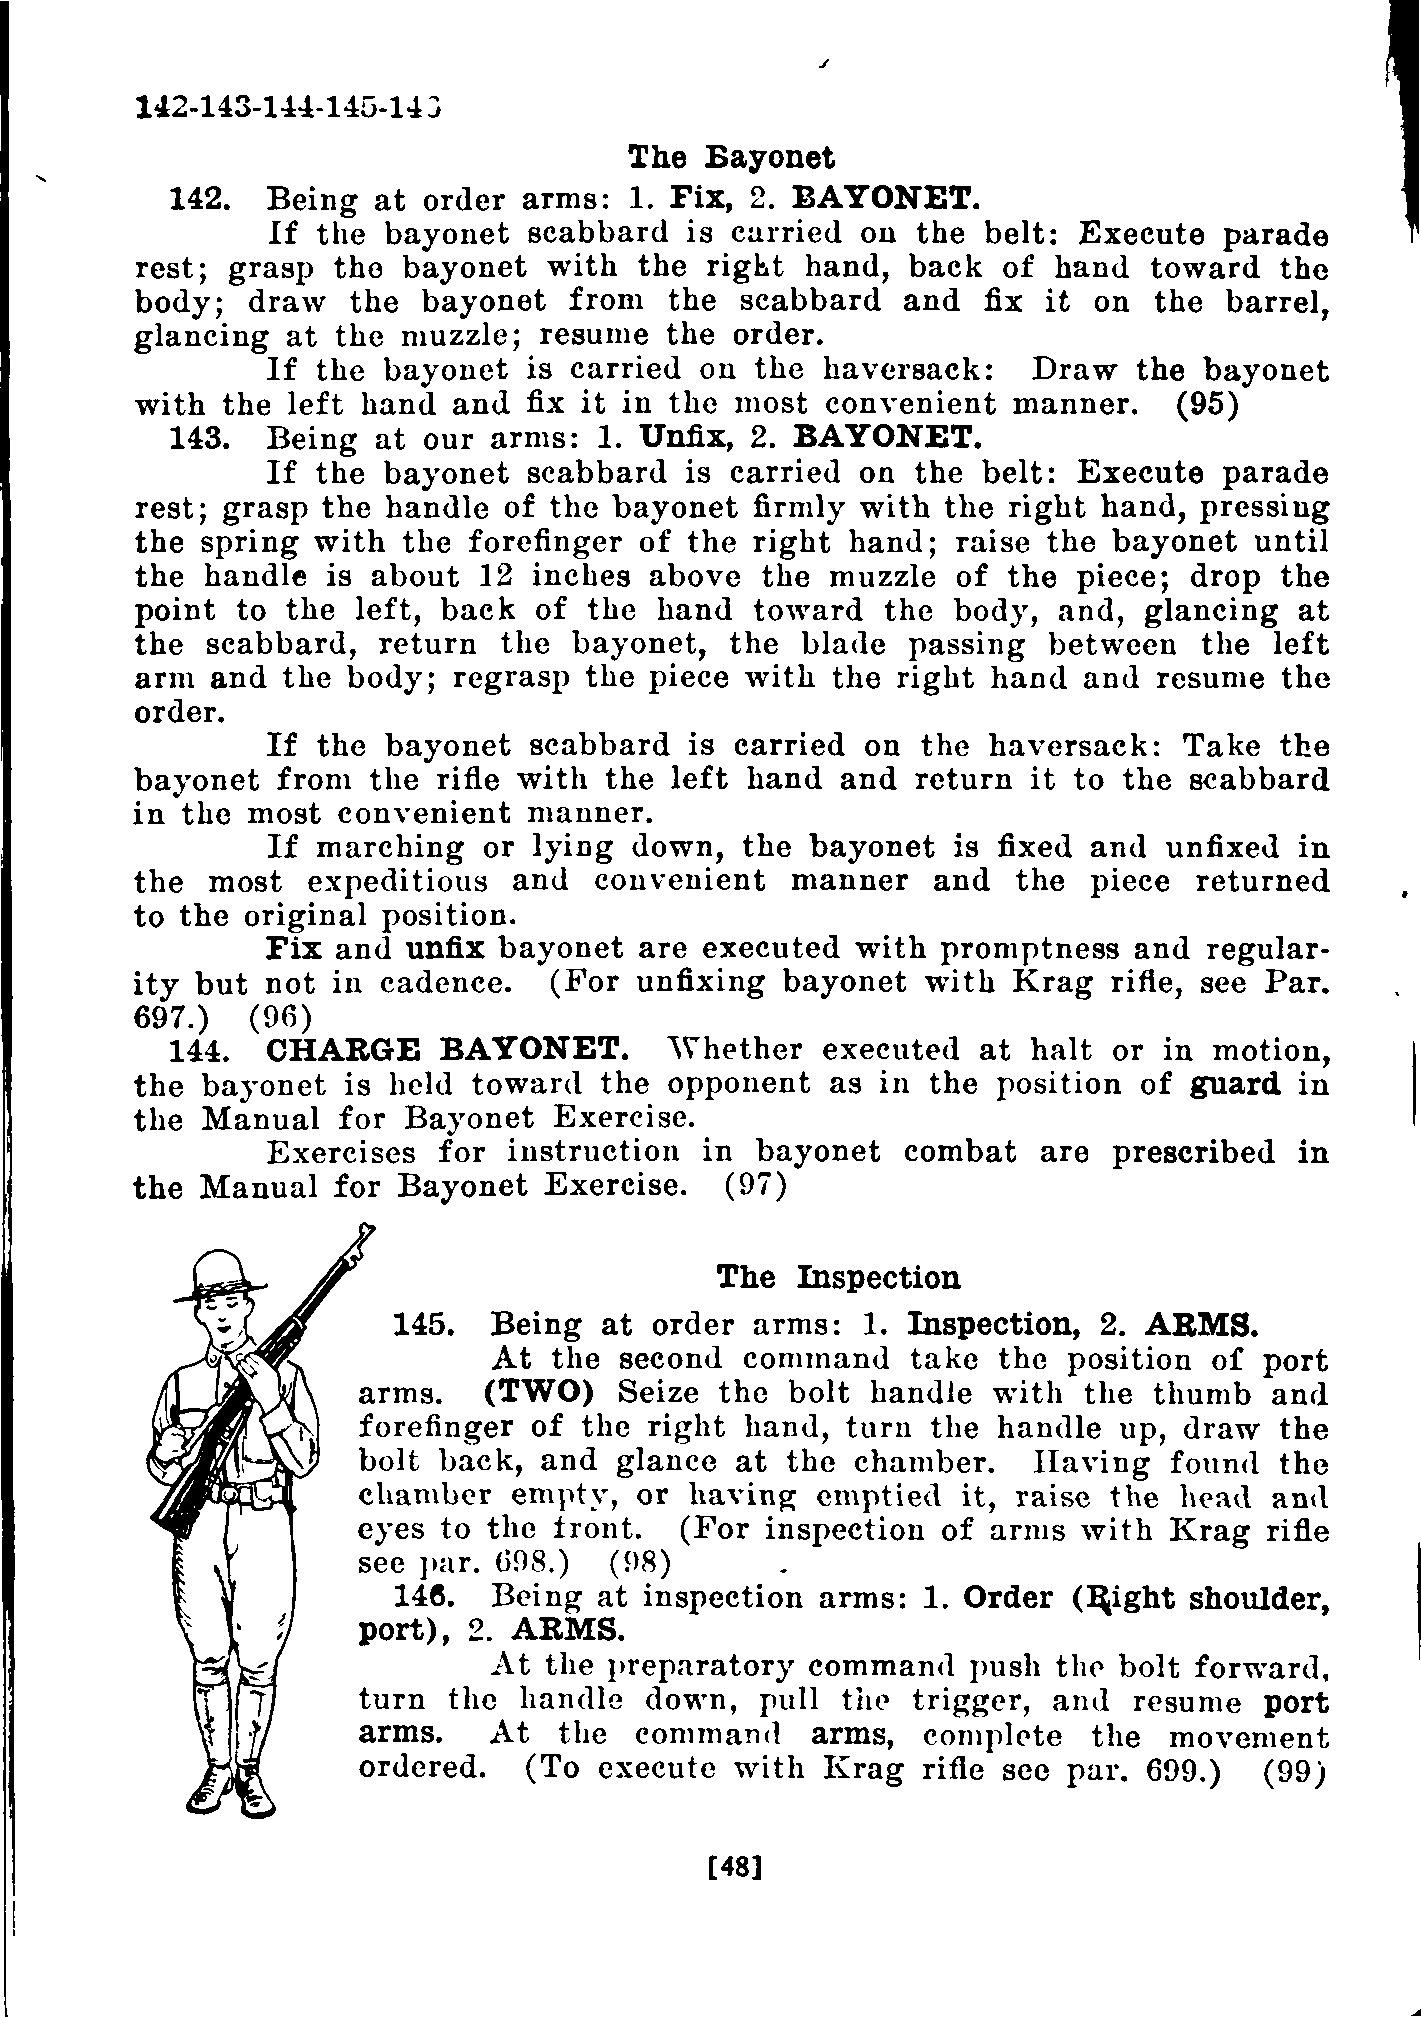 142-143-144-145-146
The Bayonet
142. Being at order arms: 1. Fix, 2. BAYONET.
If the bayonet scabbard is carried on the belt: Execute parade
rest; grasp the bayonet with the right hand, back of hand toward the
body; draw the bayonet from the scabbard and fix it on the barrel,
glancing at the muzzle; resume the order.
If the bayonet is carried on the haversack: Draw the bayonet
with the left hand and fix it in the most convenient manner. (95)
143. Being at our arms: 1. Unfix, 2. BAYONET.
If the bayonet scabbard is carried on the belt: Execute parade
rest; grasp the handle of the bayonet firmly with the right hand, pressing
the spring with the forefinger of the right hand; raise the bayonet until
the handle is about 12 inches above the muzzle of the piece; drop the
point to the left, back of the hand toward the body, and, glancing at
the scabbard, return the bayonet, the blade passing between the left
arm and the body; regrasp the piece with the right hand and resume the
order.
If the bayonet scabbard is carried on the haversack: Take the
bayonet from the rifle with the left hand and return it to the scabbard
in the most convenient manner.
If marching or lying down, the bayonet is fixed and unfixed in
the most expeditious and convenient manner and the piece returned
to the original position.
Fix and unfix bayonet are executed with promptness and regular-
ity but not in cadence. (For unfixing bayonet with Krag rifle, see Par.
697.) (96)
144. CHARGE BAYONET. Whether executed at halt or in motion,
the bayonet is held toward the opponent as in the position of guard in
the Manual for Bayonet Exercise.
Exercises for instruction in bayonet combat are prescribed in
the Manual for Bayonet Exercise. (97)
The Inspection
145. Being at order arms: 1. Inspection, 2. ARMS.
At the second command take the position of port
arms. (TWO) Seize the bolt handle with the thumb and
forefinger of the right hand, turn the handle up, draw the
bolt back, and glance at the chamber. Having found the
chamber empty, or having emptied it, raise the head and
eyes to the front. (For inspection of arms with Krag rifle
see par. 698.) (98)
146. Being at inspection arms: 1. Order (Right shoulder,
port), 2. ARMS.
At the preparatory command push the bolt forward,
turn the handle down, pull the trigger, and resume port
arms. At the command arms, complete the movement
ordered. (To execute with Krag rifle see par. 699.) (99)
[48]